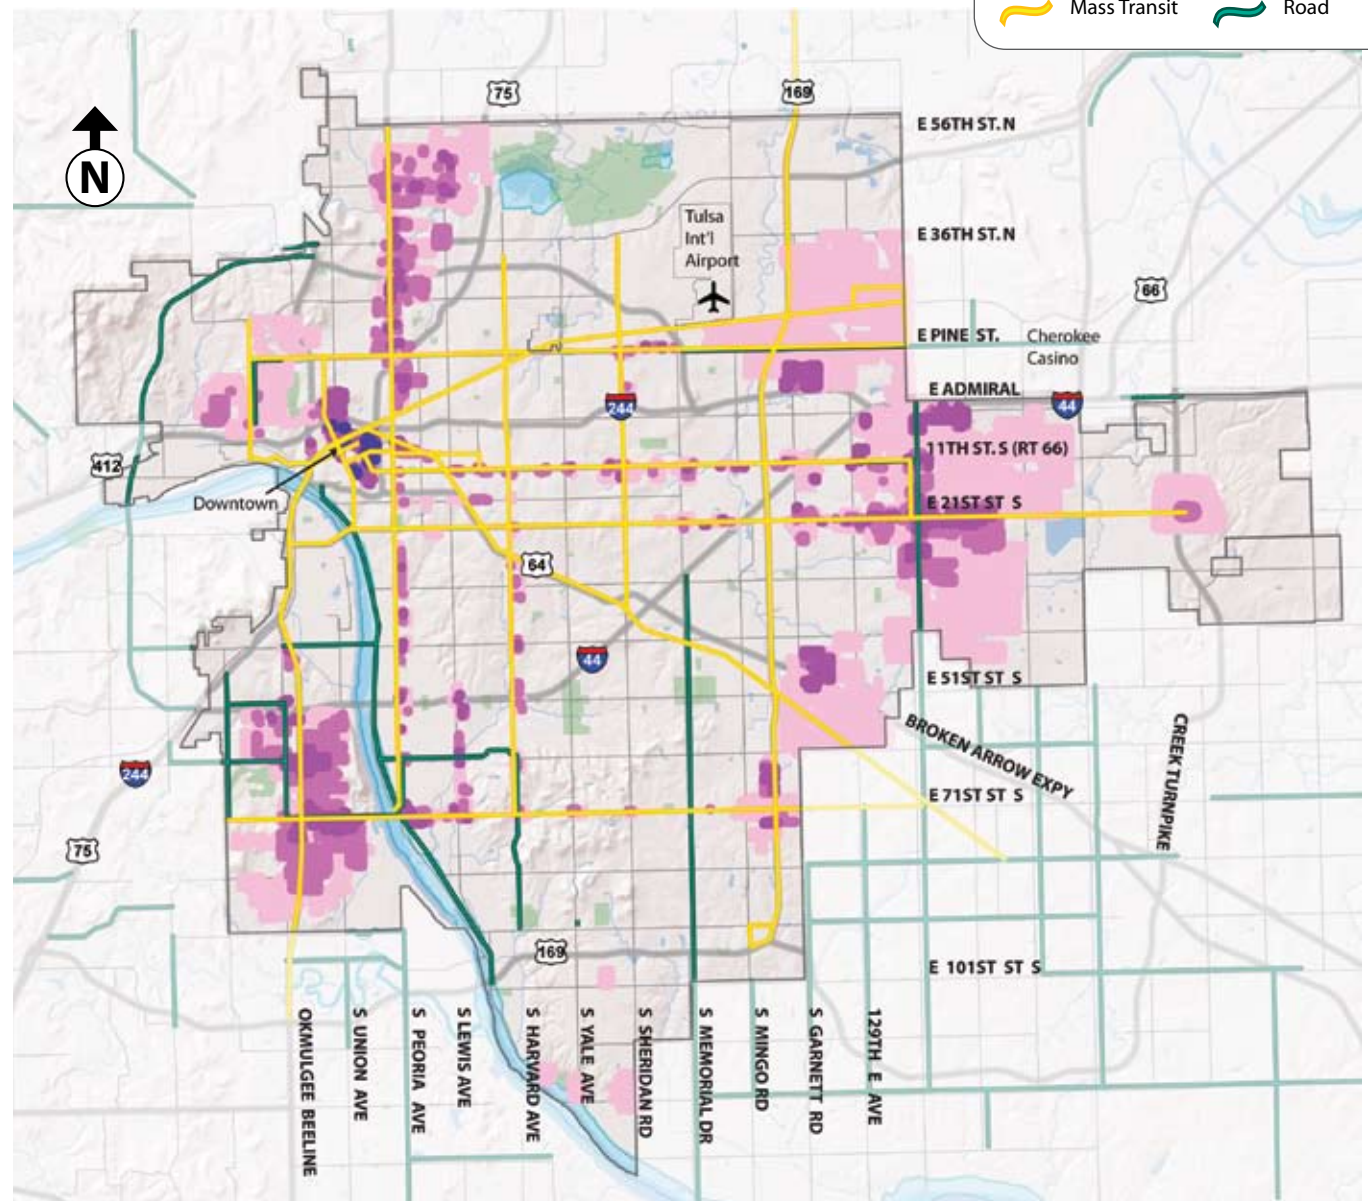 Mass Transit
Road
75
169
E 56TH ST. N
N
Tulsa
Int'l
Airport
E 36TH ST. N
66
E PINE ST.
Cherokee
Casino
E ADMIRAL
244
44
11TH ST. S (RT 66)
412
Downtown
E 21ST ST S
64
44
E 51ST ST S
BROKEN ARROW EXPY
CREEK TURNPIKE
244
E 71ST ST S
75
169
E 101ST ST S
OKMULGEE BEELINE
S UNION AVE
S PEORIA AVE
S LEWIS AVE
S HARVARD AVE
S YALE AVE
S SHERIDAN RD
S MEMORIAL DR
S MINGO RD
S GARNETT RD
129TH E AVE